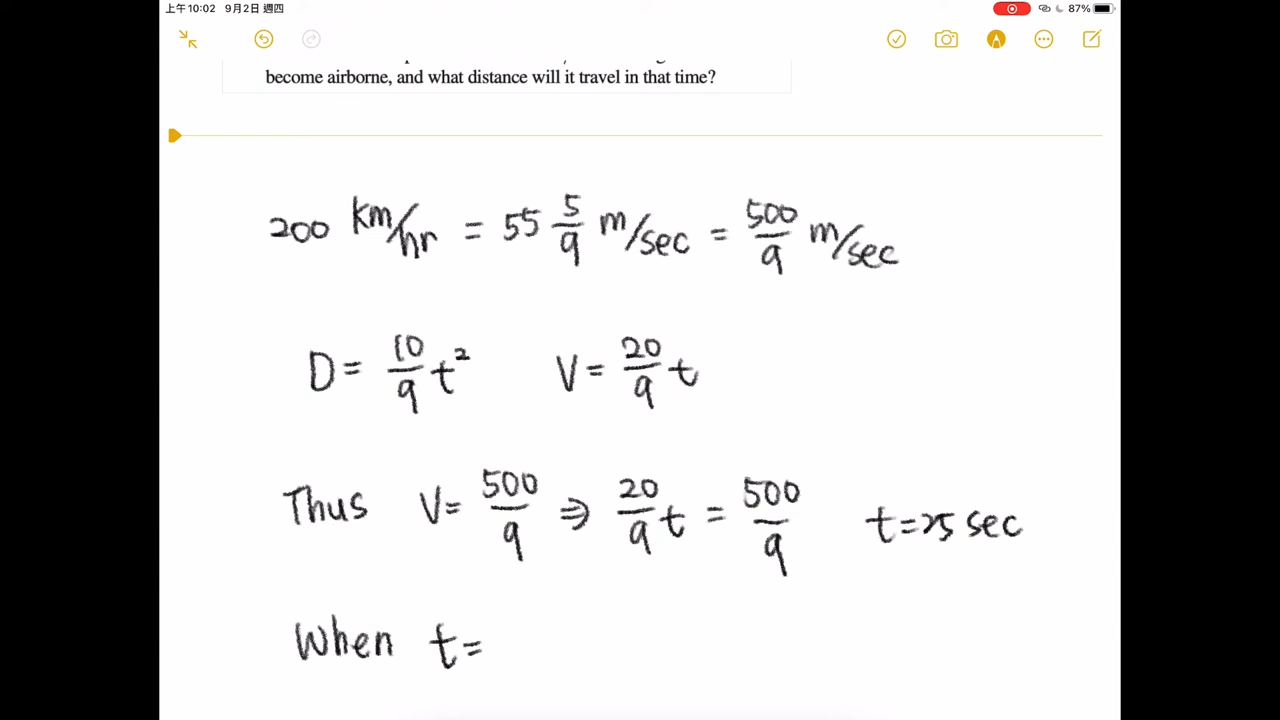 上午10:02 9月2日 週四 87%
become airborne, and what distance will it travel in that time?
200 km/hr = 55 5/9 m/sec = 500/9 m/sec
D = 10/9 t² V = 20/9 t
Thus V = 500/9 ⇒ 20/9 t = 500/9 t = 25 sec
When t =